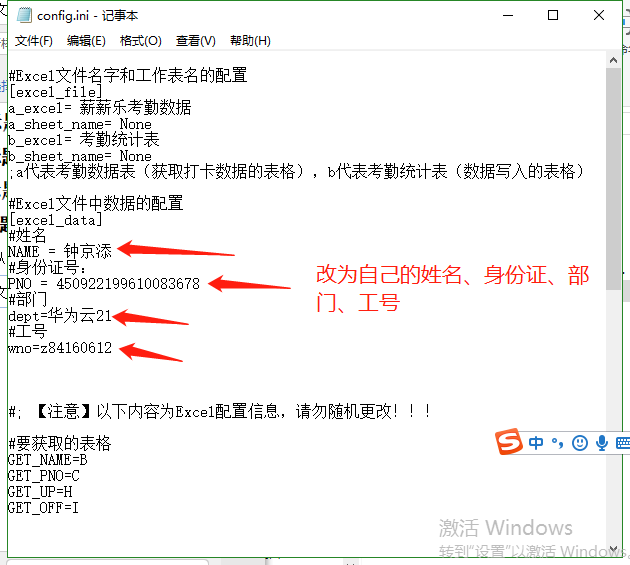 config.ini - 记事本
文件(F) 编辑(E) 格式(O) 查看(V) 帮助(H)
#Excel文件名字和工作表名的配置
[excel_file]
a_excel= 薪薪乐考勤数据
a_sheet_name= None
b_excel= 考勤统计表
b_sheet_name= None
;a代表考勤数据表（获取打卡数据的表格），b代表考勤统计表（数据写入的表格）
#Excel文件中数据的配置
[excel_data]
#姓名
NAME = 钟京添
#身份证号：
PNO = 450922199610083678
#部门
dept=华为云21
#工号
wno=z84160612
改为自己的姓名、身份证、部
门、工号
#; 【注意】以下内容为Excel配置信息，请勿随机更改！！！
#要获取的表格
GET_NAME=B
GET_PNO=C
GET_UP=H
GET_OFF=I
中
激活 Windows
转到"设置"以激活 Windows。